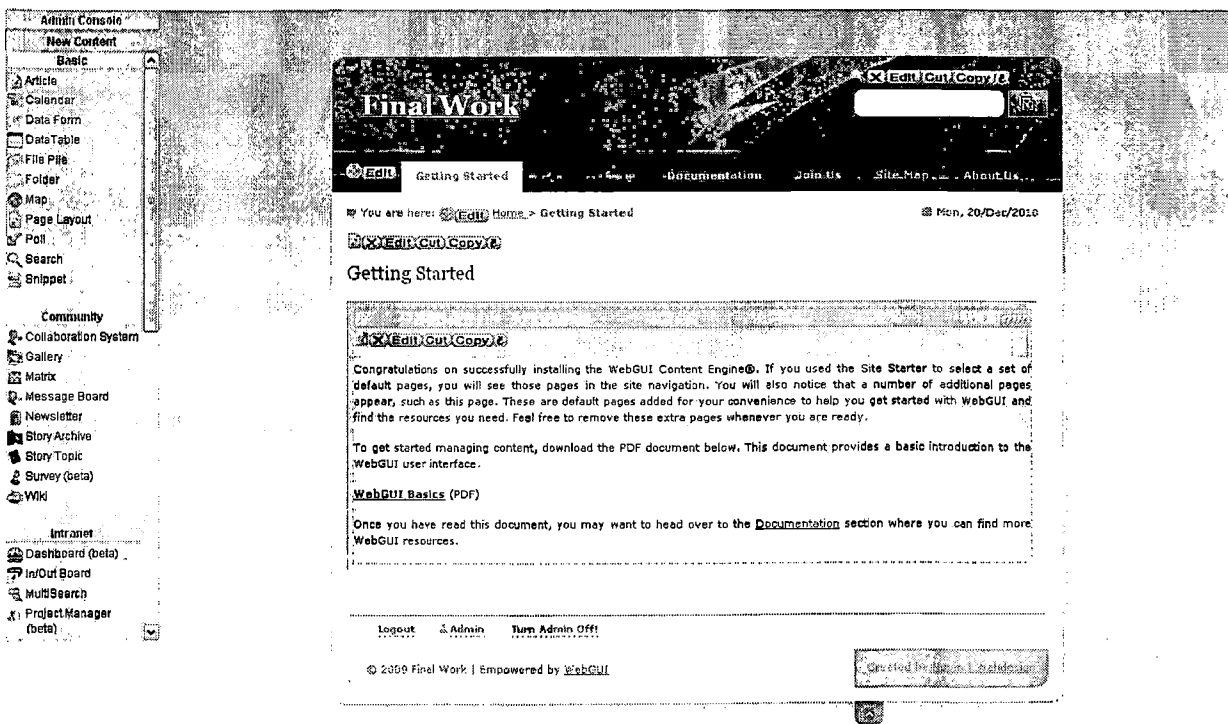 Admin Console
New Content
Basic
Article
Calendar
Data Form
DataTable
File Pile
Folder
Map
Page Layout
Poll
Search
Snippet
Community
Collaboration System
Gallery
Matrix
Message Board
Newsletter
Story Archive
Story Topic
Survey (beta)
Wiki
Intranet
Dashboard (beta)
In/Out Board
MultiSearch
Project Manager
(beta)
Edit Cut Copy
Final Work
Edit Getting Started Documentation Join Us Site Map About Us
You are here: Edit Home > Getting Started Mon, 20/Dec/2010
Edit Cut Copy
Getting Started
Edit Cut Copy
Congratulations on successfully installing the WebGUI Content Engine®. If you used the Site Starter to select a set of
default pages, you will see those pages in the site navigation. You will also notice that a number of additional pages
appear, such as this page. These are default pages added for your convenience to help you get started with WebGUI and
find the resources you need. Feel free to remove these extra pages whenever you are ready.
To get started managing content, download the PDF document below. This document provides a basic introduction to the
WebGUI user interface.
WebGUI Basics (PDF)
Once you have read this document, you may want to head over to the Documentation section where you can find more
WebGUI resources.
Logout Admin Turn Admin Off!
© 2009 Final Work | Empowered by WebGUI
Created by